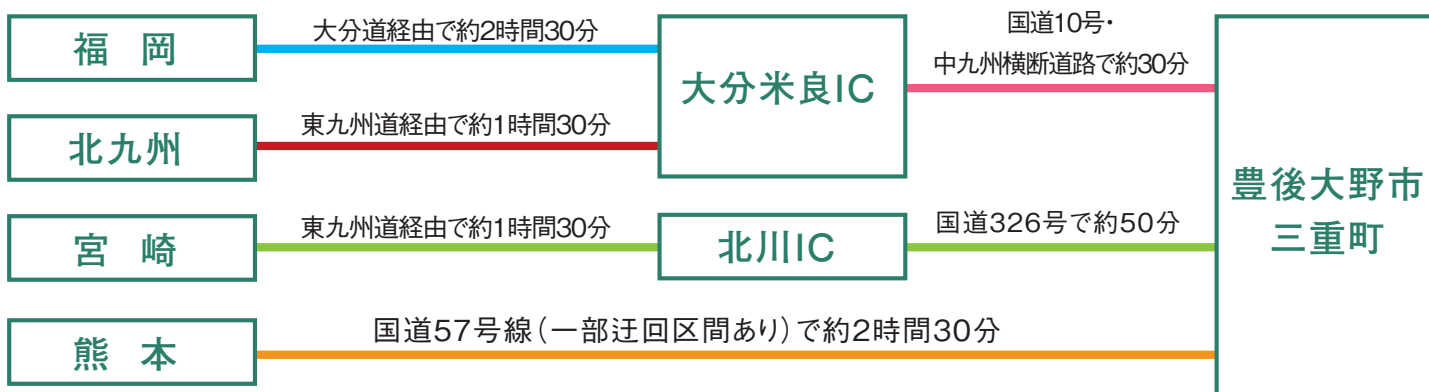 福 岡
大分道経由で約2時間30分
大分米良IC
国道10号・
中九州横断道路で約30分
北九州
東九州道経由で約1時間30分
宮 崎
東九州道経由で約1時間30分
北川IC
国道326号で約50分
熊 本
国道57号線(一部迂回区間あり)で約2時間30分
豊後大野市
三重町